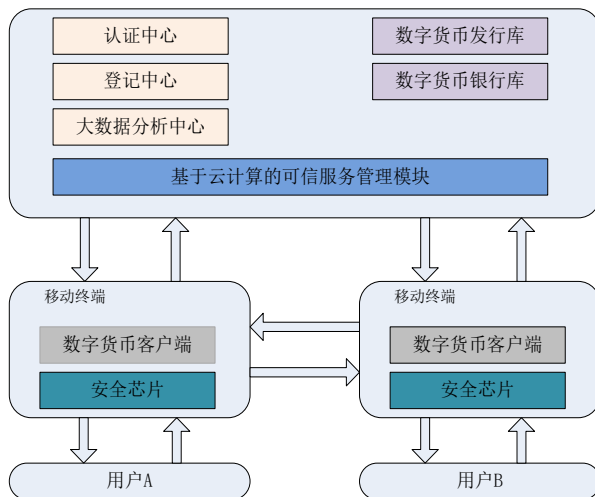 认证中心
数字货币发行库
登记中心
数字货币银行库
大数据分析中心
基于云计算的可信服务管理模块
移动终端
移动终端
数字货币客户端
数字货币客户端
安全芯片
安全芯片
用户A
用户B